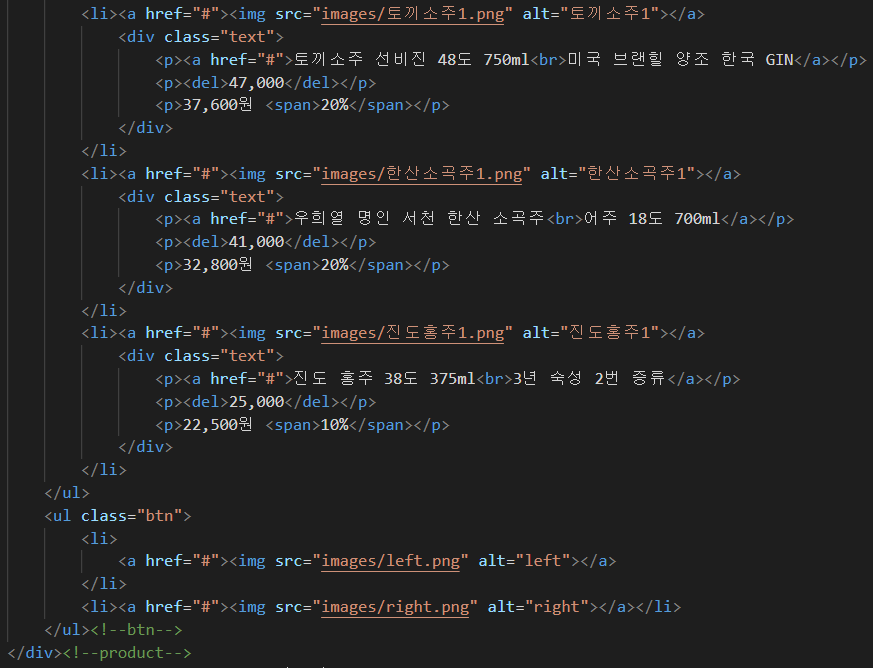 <li><a href="#"><img src="images/토끼소주1.png" alt="토끼소주1"></a>
<div class="text">
<p><a href="#">토끼소주 선비진 48도 750ml<br>미국 브랜힐 양조 한국 GIN</a></p>
<p><del>47,000</del></p>
<p>37,600원 <span>20%</span></p>
</div>
</li>
<li><a href="#"><img src="images/한산소곡주1.png" alt="한산소곡주1"></a>
<div class="text">
<p><a href="#">우희열 명인 서천 한산 소곡주<br>어주 18도 700ml</a></p>
<p><del>41,000</del></p>
<p>32,800원 <span>20%</span></p>
</div>
</li>
<li><a href="#"><img src="images/진도홍주1.png" alt="진도홍주1"></a>
<div class="text">
<p><a href="#">진도 홍주 38도 375ml<br>3년 숙성 2번 증류</a></p>
<p><del>25,000</del></p>
<p>22,500원 <span>10%</span></p>
</div>
</li>
</ul>
<ul class="btn">
<li>
<a href="#"><img src="images/left.png" alt="left"></a>
</li>
<li><a href="#"><img src="images/right.png" alt="right"></a></li>
</ul><!--btn-->
</div><!--product-->